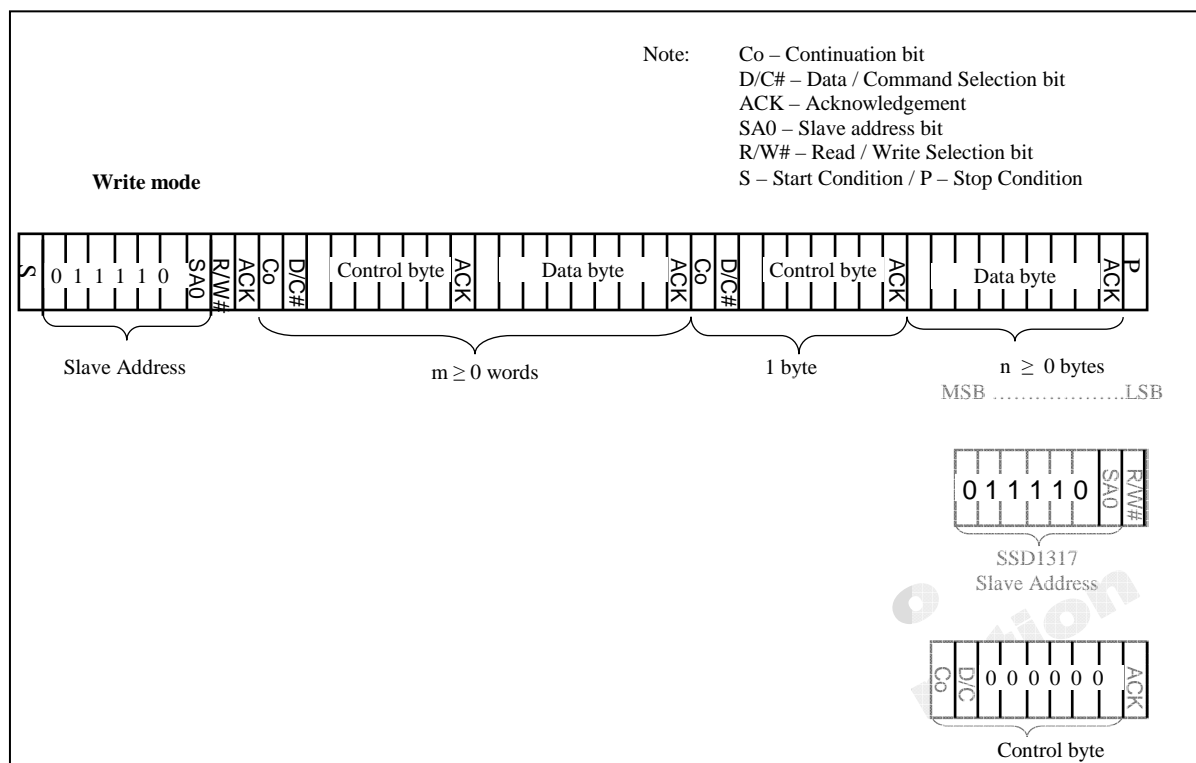 Note: Co – Continuation bit
D/C# – Data / Command Selection bit
ACK – Acknowledgement
SA0 – Slave address bit
R/W# – Read / Write Selection bit
S – Start Condition / P – Stop Condition
Write mode
S 0 1 1 1 1 0 SA0 R/W# ACK Co D/C# Control byte ACK Data byte ACK Co D/C# Control byte ACK Data byte ACK P
Slave Address m ≥ 0 words 1 byte n ≥ 0 bytes
MSB ………………….LSB
0 1 1 1 1 0 SA0 R/W#
SSD1317
Slave Address
Co D/C 0 0 0 0 0 0 ACK
Control byte